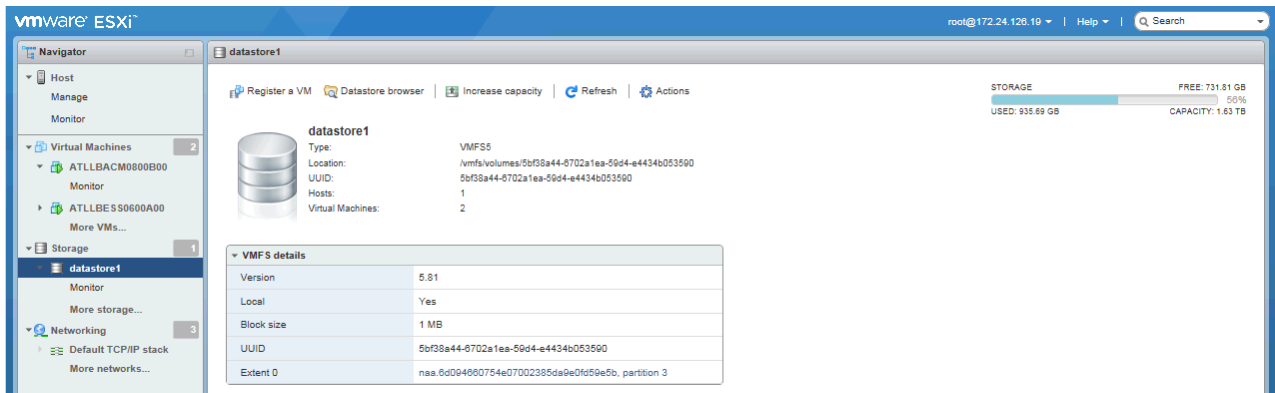 vmware ESXi™
root@172.24.126.19 | Help | Search
Navigator
Host
Manage
Monitor
Virtual Machines 2
ATLLBACM0800B00
Monitor
ATLLBESS0600A00
More VMs...
Storage 1
datastore1
Monitor
More storage...
Networking 3
Default TCP/IP stack
More networks...
datastore1
Register a VM Datastore browser Increase capacity Refresh Actions
STORAGE FREE: 731.81 GB
56%
USED: 935.69 GB CAPACITY: 1.63 TB
datastore1
Type: VMFS5
Location: /vmfs/volumes/5bf38a44-6702a1ea-59d4-e4434b053590
UUID: 5bf38a44-6702a1ea-59d4-e4434b053590
Hosts: 1
Virtual Machines: 2
VMFS details
Version 5.81
Local Yes
Block size 1 MB
UUID 5bf38a44-6702a1ea-59d4-e4434b053590
Extent 0 naa.6d094660754e07002385da9e0fd59e5b, partition 3